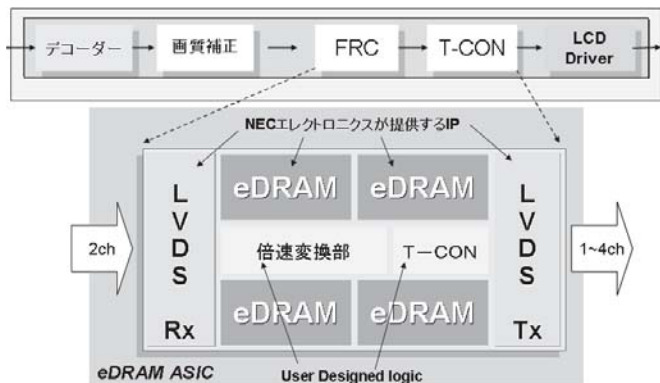 デコーダー
画質補正
FRC
T-CON
LCD
Driver
NECエレクトロニクスが提供するIP
LVDS
Rx
eDRAM
eDRAM
LVDS
Tx
2ch
倍速変換部
T－CON
1~4ch
eDRAM
eDRAM
eDRAM ASIC
User Designed logic